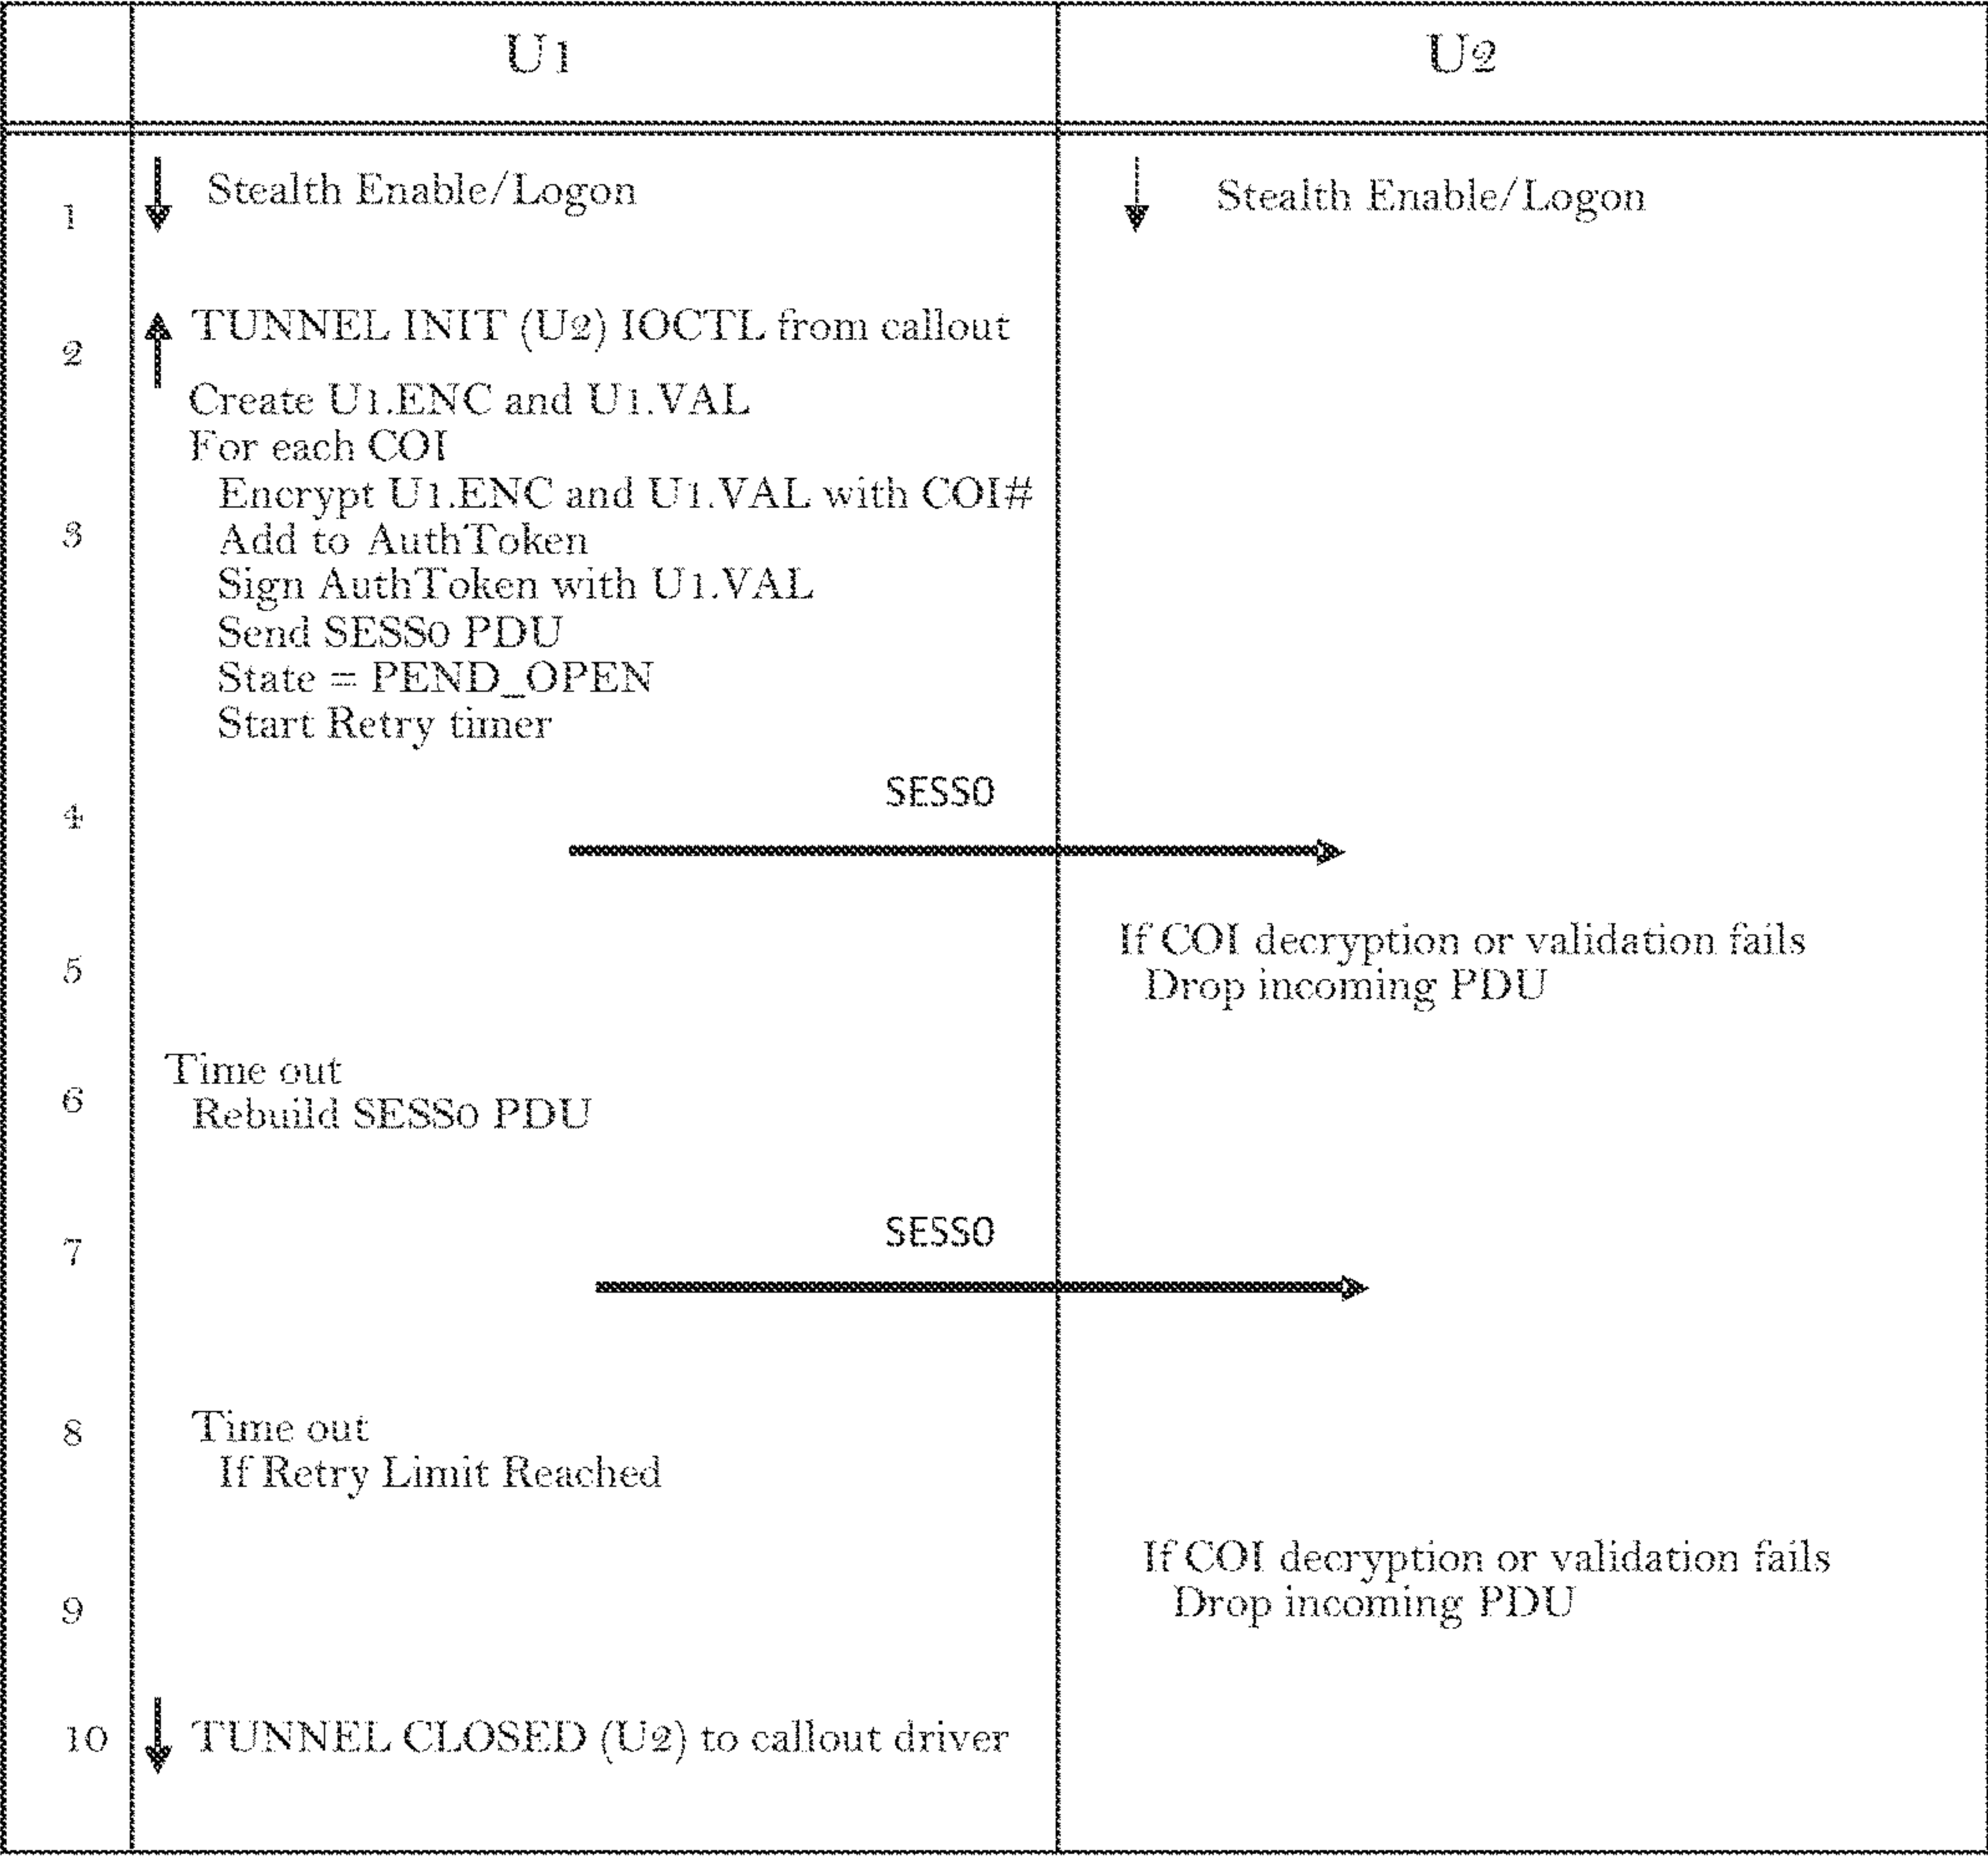 U1 U2
1 Stealth Enable/Logon Stealth Enable/Logon
2 TUNNEL INIT (U2) IOCTL from callout
Create U1.ENC and U1.VAL
For each COI
Encrypt U1.ENC and U1.VAL with COI#
3 Add to AuthToken
Sign AuthToken with U1.VAL
Send SESS0 PDU
State = PEND_OPEN
Start Retry timer
4 SESS0
If COI decryption or validation fails
5 Drop incoming PDU
Time out
6 Rebuild SESS0 PDU
7 SESS0
8 Time out
If Retry Limit Reached
If COI decryption or validation fails
9 Drop incoming PDU
10 TUNNEL CLOSED (U2) to callout driver